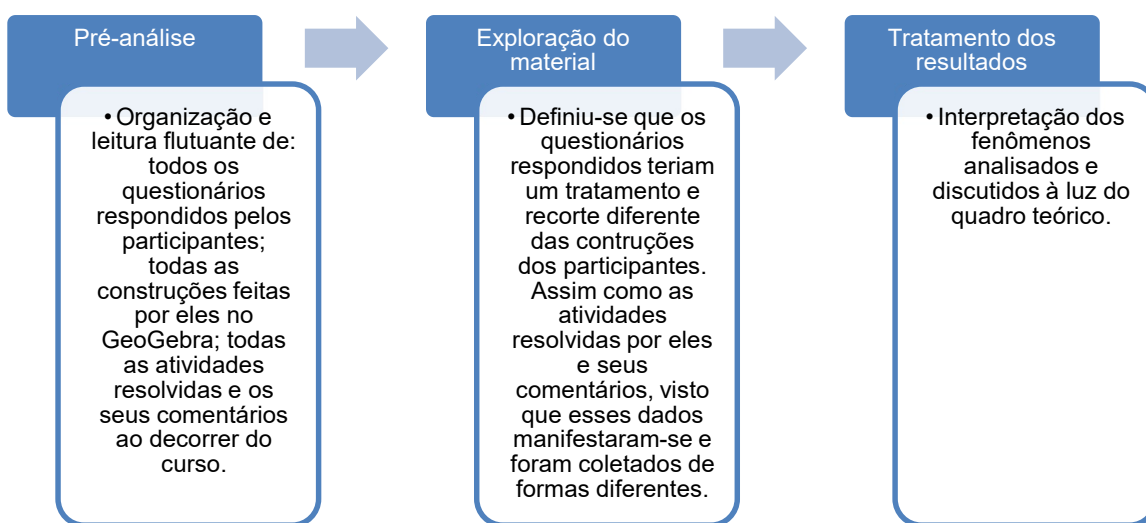 Pré-análise
• Organização e
leitura flutuante de:
todos os
questionários
respondidos pelos
participantes;
todas as
construções feitas
por eles no
GeoGebra; todas
as atividades
resolvidas e os
seus comentários
ao decorrer do
curso.
Exploração do
material
• Definiu-se que os
questionários
respondidos teriam
um tratamento e
recorte diferente
das contruções
dos participantes.
Assim como as
atividades
resolvidas por eles
e seus
comentários, visto
que esses dados
manifestaram-se e
foram coletados de
formas diferentes.
Tratamento dos
resultados
• Interpretação dos
fenômenos
analisados e
discutidos à luz do
quadro teórico.